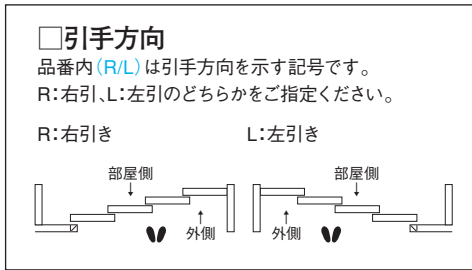 □引手方向
品番内(R/L)は引手方向を示す記号です。
R:右引、L:左引のどちらかをご指定ください。
R:右引き
L:左引き
部屋側
外側
部屋側
外側